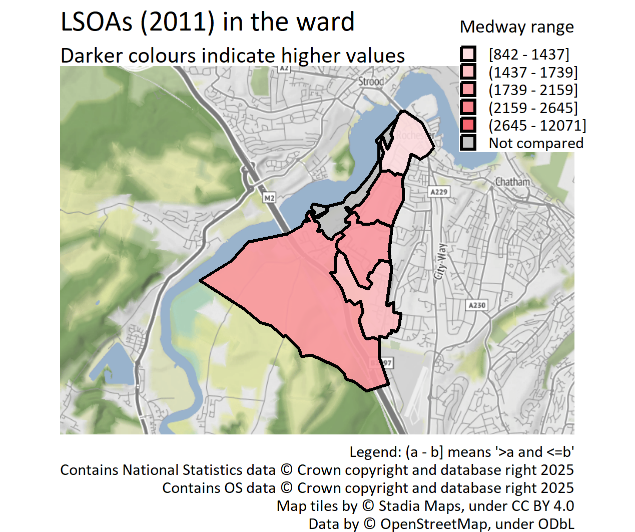 LSOAs (2011) in the ward
Darker colours indicate higher values
Medway range
[842 - 1437]
(1437 - 1739]
(1739 - 2159]
(2159 - 2645]
(2645 - 12071]
Not compared
A2
Strood
M2
A229
Chatham
City Way
A230
Legend: (a - b] means '>a and <=b'
Contains National Statistics data © Crown copyright and database right 2025
Contains OS data © Crown copyright and database right 2025
Map tiles by © Stadia Maps, under CC BY 4.0
Data by © OpenStreetMap, under ODbL